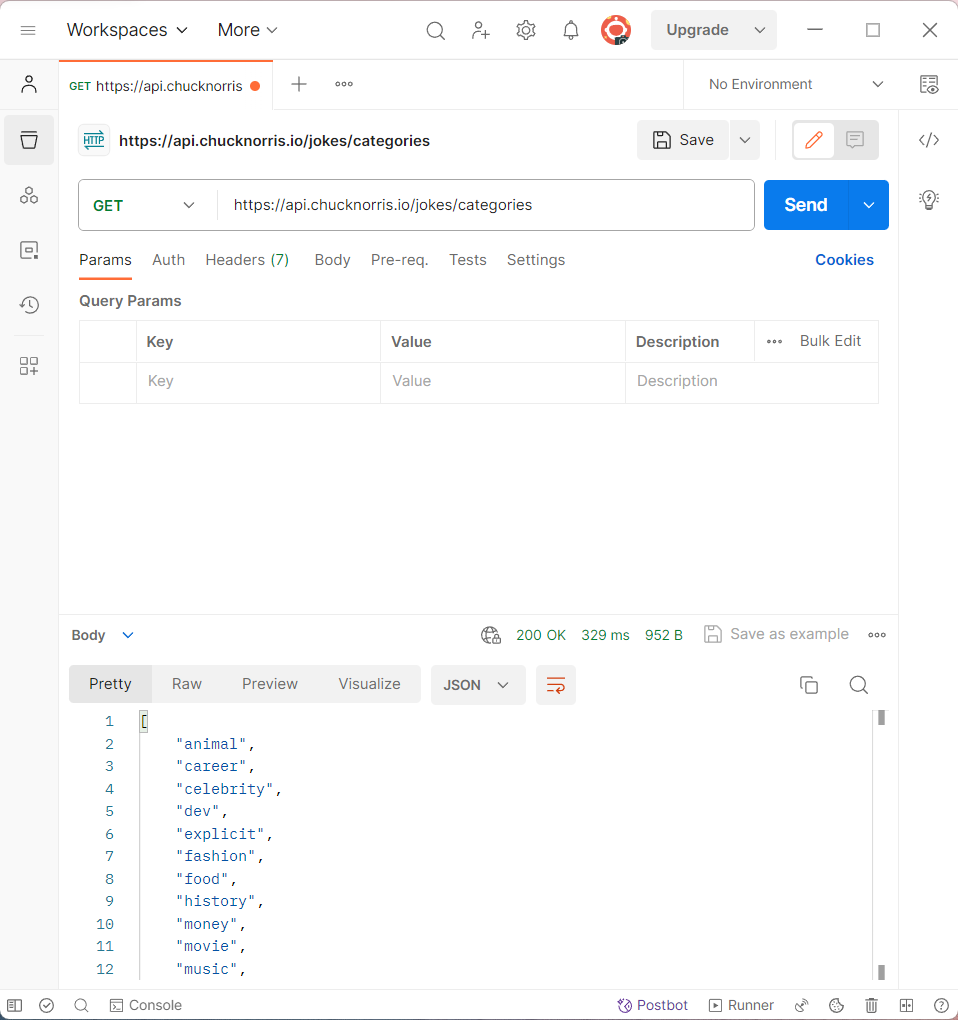 Workspaces More Upgrade
GET https://api.chucknorris No Environment
HTTP https://api.chucknorris.io/jokes/categories Save
GET https://api.chucknorris.io/jokes/categories Send
Params Auth Headers (7) Body Pre-req. Tests Settings Cookies
Query Params
Key Value Description Bulk Edit
Key Value Description
Body 200 OK 329 ms 952 B Save as example
Pretty Raw Preview Visualize JSON
1 [
2 "animal",
3 "career",
4 "celebrity",
5 "dev",
6 "explicit",
7 "fashion",
8 "food",
9 "history",
10 "money",
11 "movie",
12 "music",
Console Postbot Runner